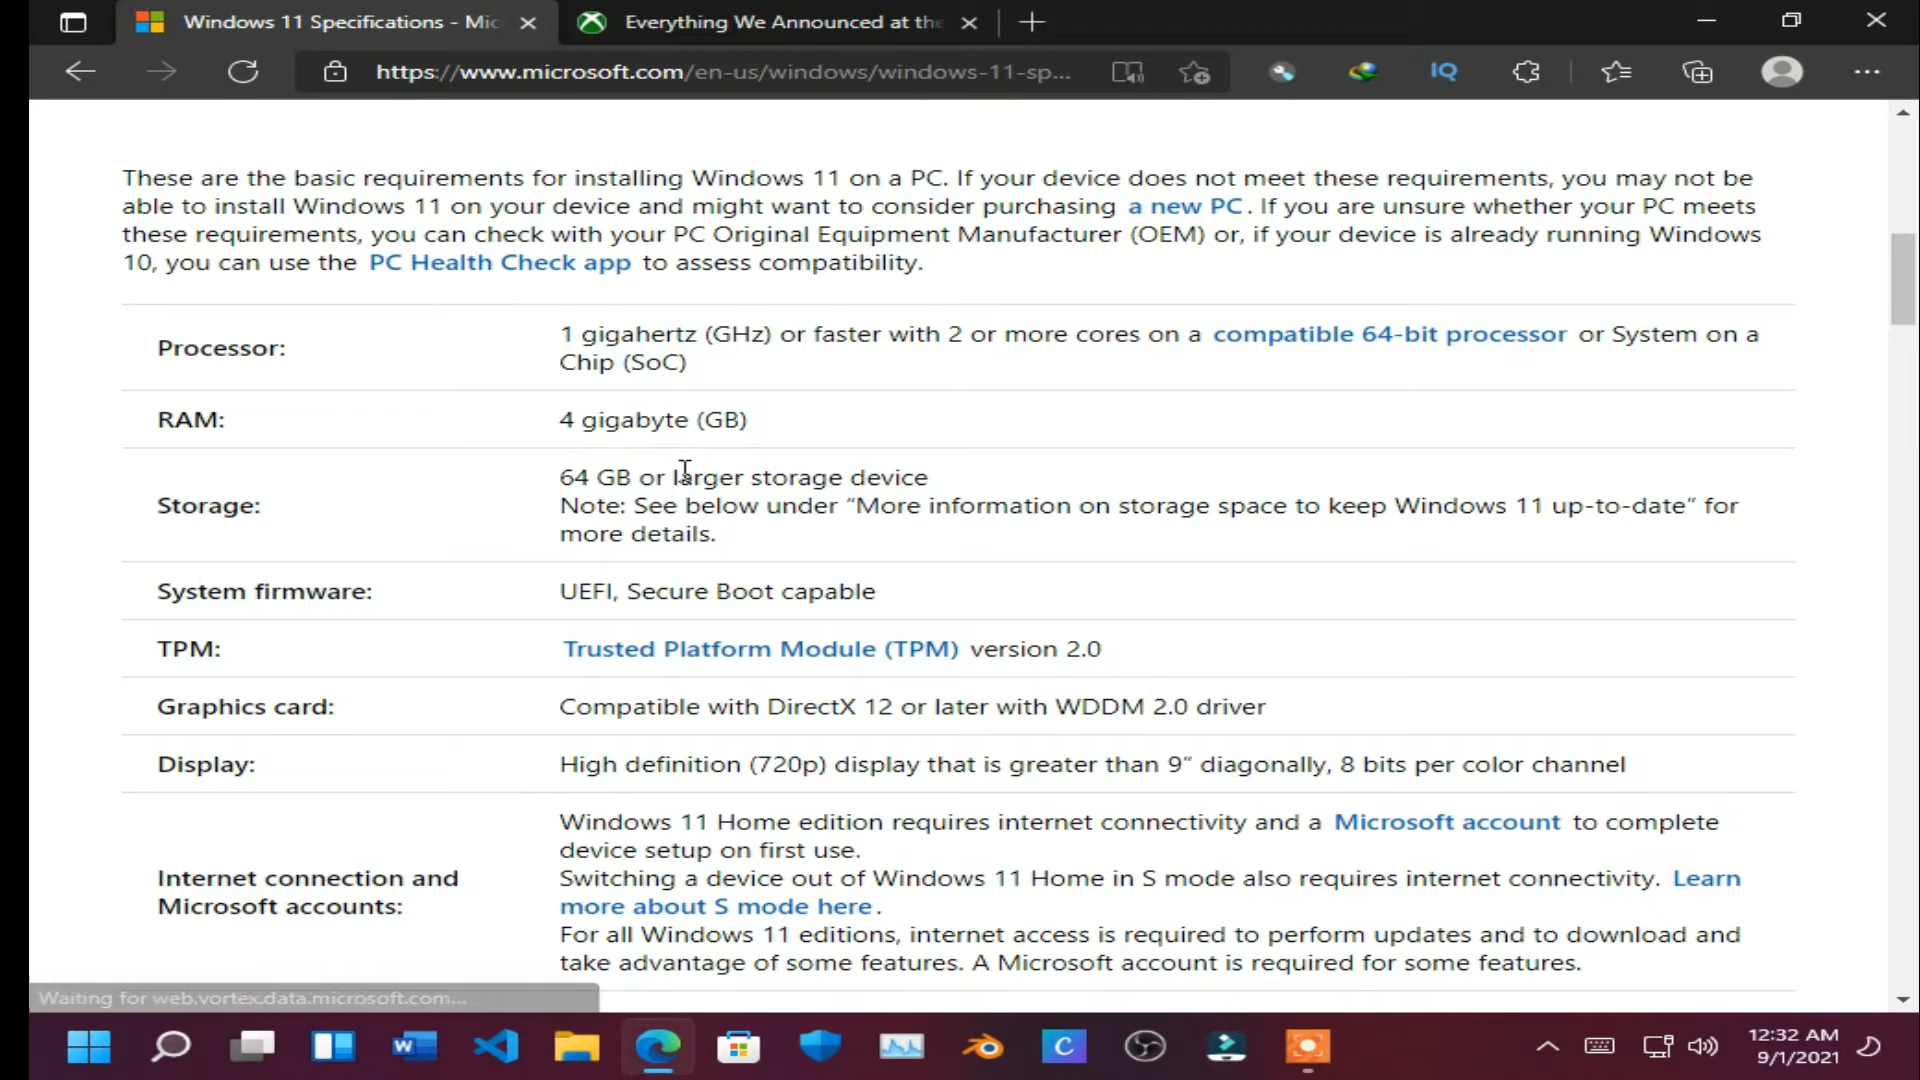 Windows 11 Specifications - Mic
Everything We Announced at the
https://www.microsoft.com/en-us/windows/windows-11-sp...
IQ
These are the basic requirements for installing Windows 11 on a PC. If your device does not meet these requirements, you may not be
able to install Windows 11 on your device and might want to consider purchasing a new PC. If you are unsure whether your PC meets
these requirements, you can check with your PC Original Equipment Manufacturer (OEM) or, if your device is already running Windows
10, you can use the PC Health Check app to assess compatibility.
Processor:
1 gigahertz (GHz) or faster with 2 or more cores on a compatible 64-bit processor or System on a
Chip (SoC)
RAM:
4 gigabyte (GB)
Storage:
64 GB or larger storage device
Note: See below under “More information on storage space to keep Windows 11 up-to-date” for
more details.
System firmware:
UEFI, Secure Boot capable
TPM:
Trusted Platform Module (TPM) version 2.0
Graphics card:
Compatible with DirectX 12 or later with WDDM 2.0 driver
Display:
High definition (720p) display that is greater than 9” diagonally, 8 bits per color channel
Internet connection and
Microsoft accounts:
Windows 11 Home edition requires internet connectivity and a Microsoft account to complete
device setup on first use.
Switching a device out of Windows 11 Home in S mode also requires internet connectivity. Learn
more about S mode here.
For all Windows 11 editions, internet access is required to perform updates and to download and
take advantage of some features. A Microsoft account is required for some features.
Waiting for web.vortex.data.microsoft.com...
W
C
12:32 AM
9/1/2021